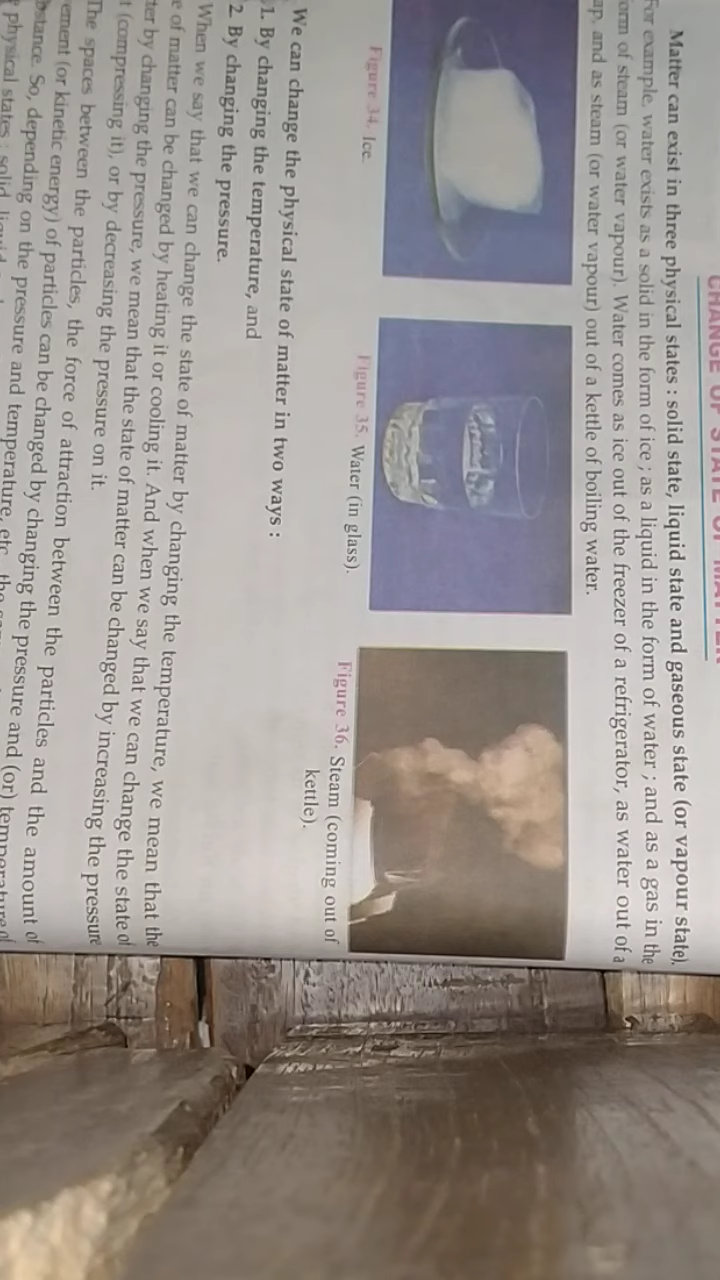 CHANGE OF STATE OF MATTER
Matter can exist in three physical states : solid state, liquid state and gaseous state (or vapour state).
For example, water exists as a solid in the form of ice ; as a liquid in the form of water ; and as a gas in the
form of steam (or water vapour). Water comes as ice out of the freezer of a refrigerator, as water out of a
ap, and as steam (or water vapour) out of a kettle of boiling water.
Figure 34. Ice.
Figure 35. Water (in glass).
Figure 36. Steam (coming out of
kettle).
We can change the physical state of matter in two ways :
1. By changing the temperature, and
2. By changing the pressure.
When we say that we can change the state of matter by changing the temperature, we mean that the
e of matter can be changed by heating it or cooling it. And when we say that we can change the state of
ter by changing the pressure, we mean that the state of matter can be changed by increasing the pressure
t (compressing it), or by decreasing the pressure on it.
The spaces between the particles, the force of attraction between the particles and the amount of
ement (or kinetic energy) of particles can be changed by changing the pressure and (or) temperature of
bstance. So, depending on the pressure and temperature, etc., the
physical states : solid, liquid